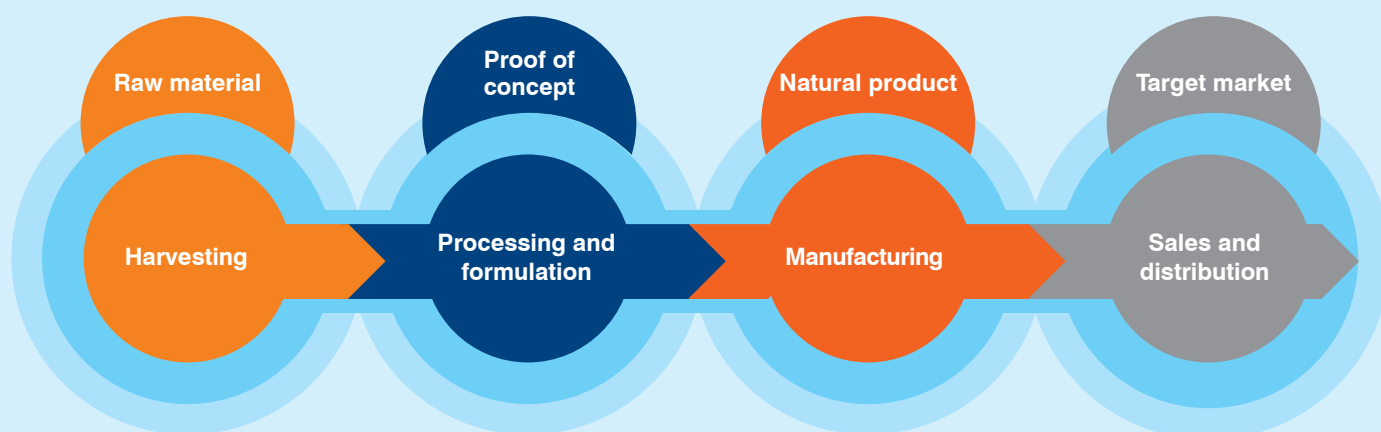 Raw material
Proof of
concept
Natural product
Target market
Harvesting
Processing and
formulation
Manufacturing
Sales and
distribution